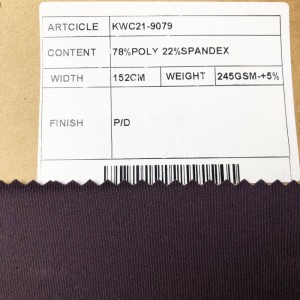 ARTCICLE KWC21-9079
CONTENT 78%POLY 22%SPANDEX
WIDTH 152CM WEIGHT 245GSM-+5%
FINISH P/D